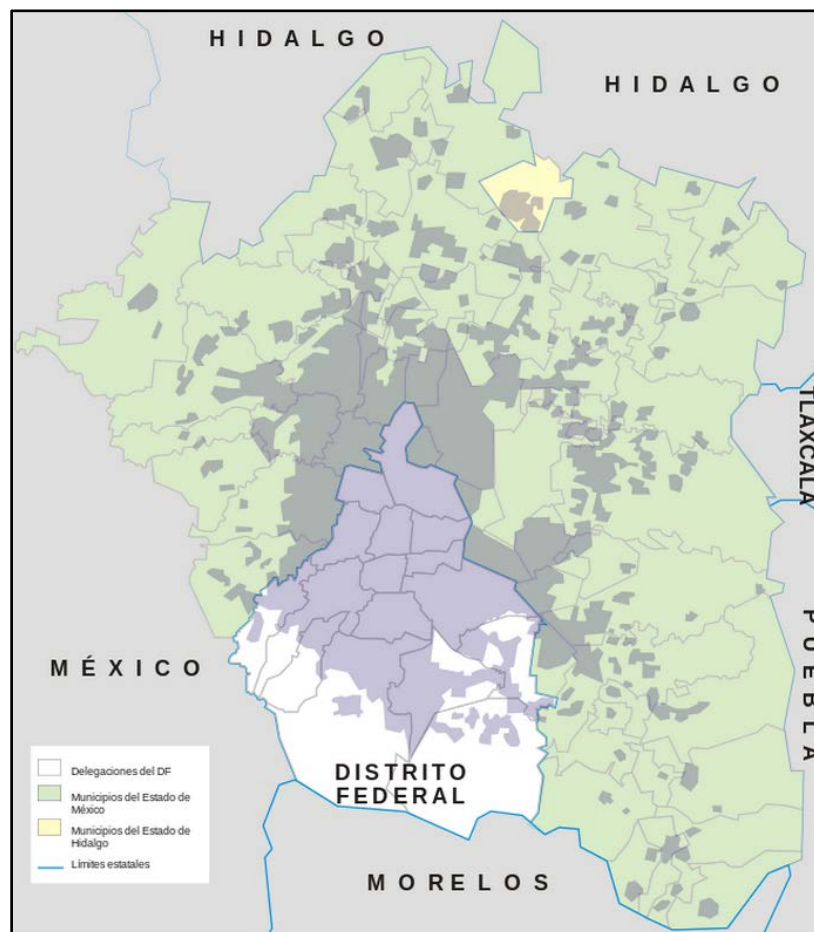 HIDALGO
HIDALGO
TLAXCALA
PUEBLA
MÉXICO
DISTRITO
FEDERAL
MORELOS
Delegaciones del DF
Municipios del Estado de
México
Municipios del Estado de
Hidalgo
Límites estatales